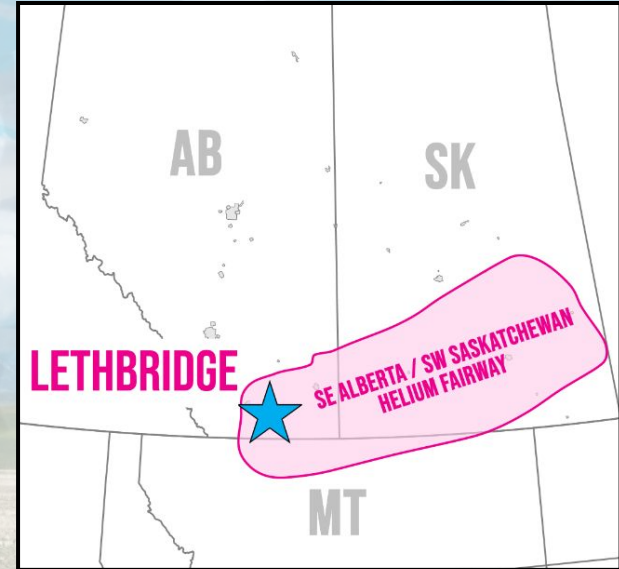 AB
SK
LETHBRIDGE
SE ALBERTA / SW SASKATCHEWAN
HELIUM FAIRWAY
MT